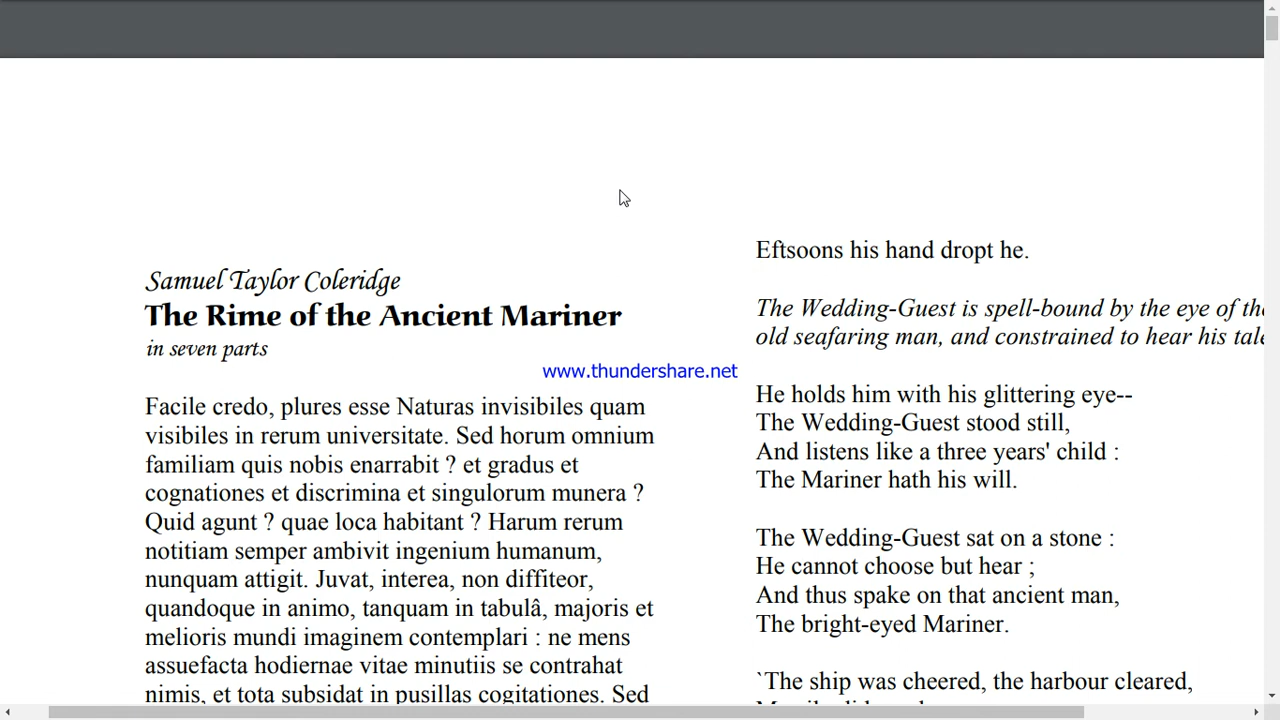 Samuel Taylor Coleridge
The Rime of the Ancient Mariner
in seven parts
www.thundershare.net
Facile credo, plures esse Naturas invisibiles quam
visibiles in rerum universitate. Sed horum omnium
familiam quis nobis enarrabit ? et gradus et
cognationes et discrimina et singulorum munera ?
Quid agunt ? quae loca habitant ? Harum rerum
notitiam semper ambivit ingenium humanum,
nunquam attigit. Juvat, interea, non diffiteor,
quandoque in animo, tanquam in tabulâ, majoris et
melioris mundi imaginem contemplari : ne mens
assuefacta hodiernae vitae minutiis se contrahat
nimis, et tota subsidat in pusillas cogitationes. Sed
Eftsoons his hand dropt he.
The Wedding-Guest is spell-bound by the eye of the
old seafaring man, and constrained to hear his tale
He holds him with his glittering eye--
The Wedding-Guest stood still,
And listens like a three years' child :
The Mariner hath his will.
The Wedding-Guest sat on a stone :
He cannot choose but hear ;
And thus spake on that ancient man,
The bright-eyed Mariner.
`The ship was cheered, the harbour cleared,